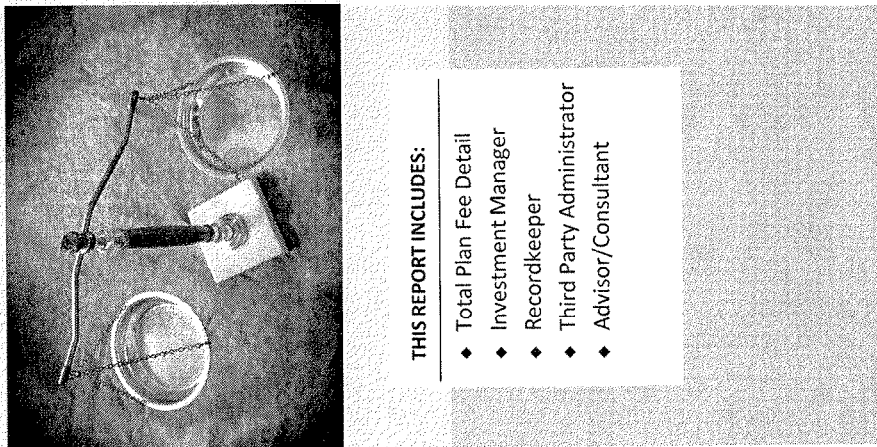 THIS REPORT INCLUDES:
◆ Total Plan Fee Detail
◆ Investment Manager
◆ Recordkeeper
◆ Third Party Administrator
◆ Advisor/Consultant